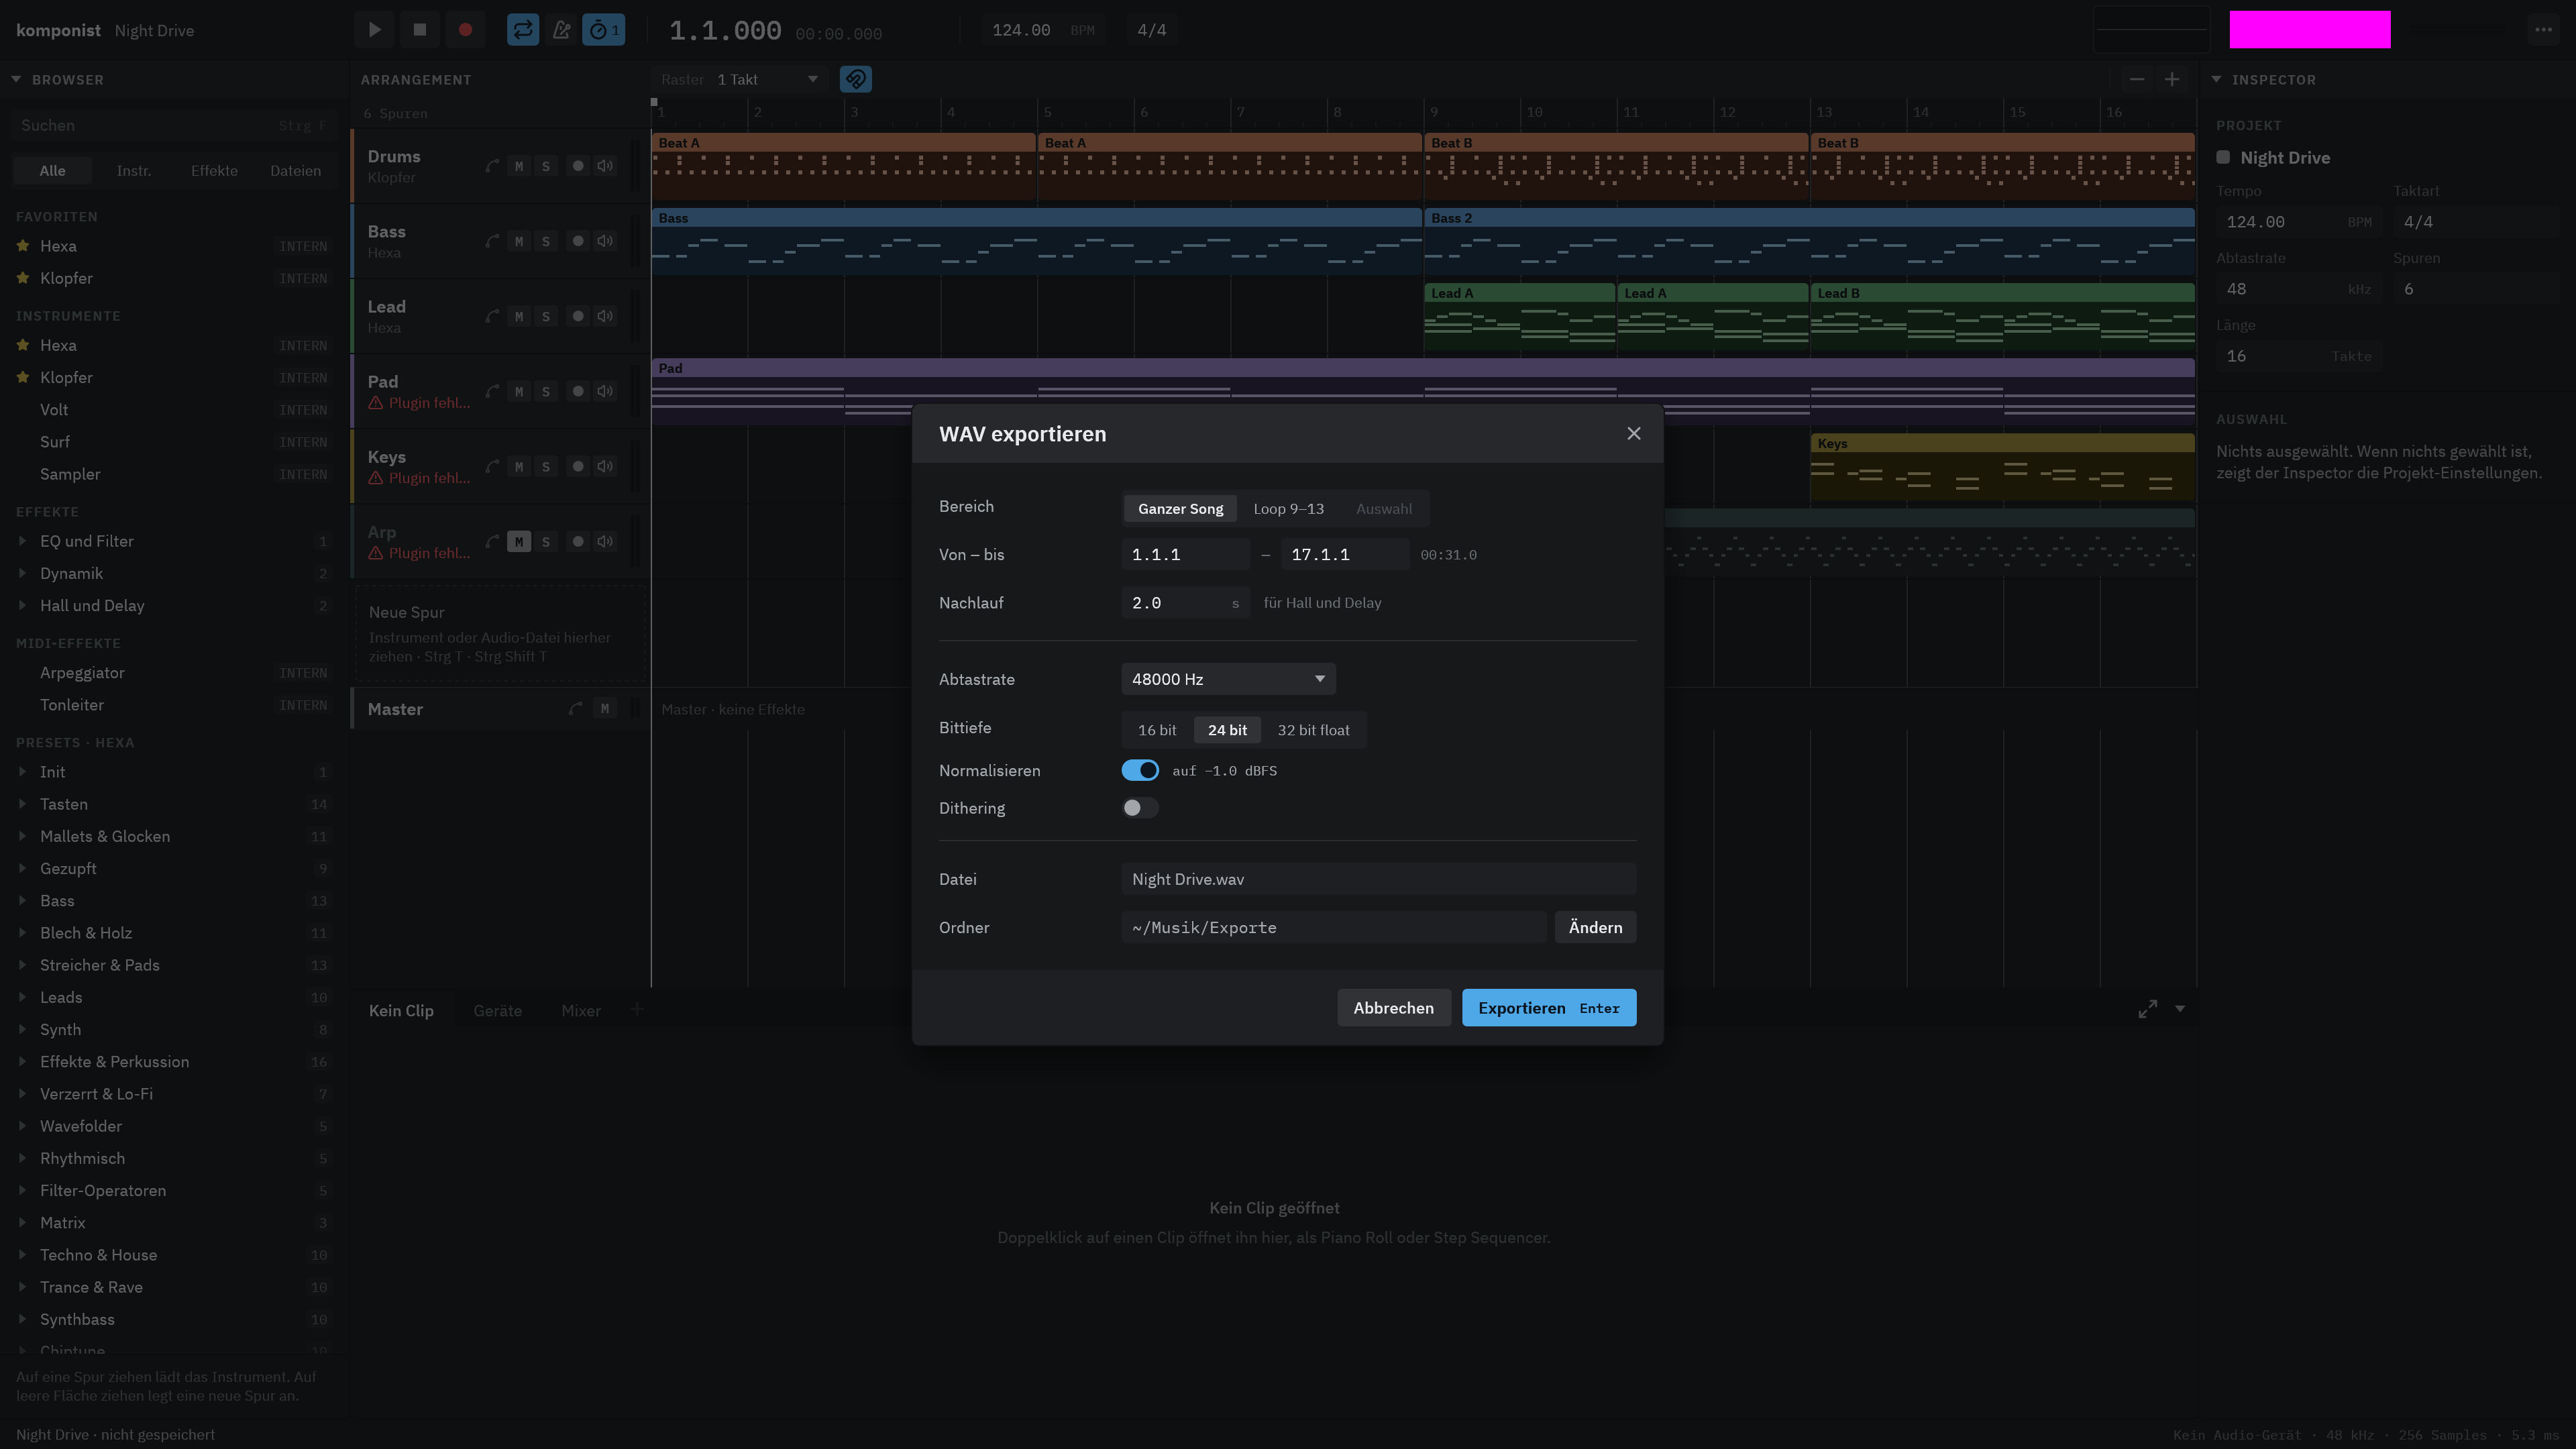 komponist Night Drive 1 1.1.000 00:00.000 124.00 BPM 4/4
BROWSER
Suchen Strg F
Alle Instr. Effekte Dateien
FAVORITEN
Hexa INTERN
Klopfer INTERN
INSTRUMENTE
Hexa INTERN
Klopfer INTERN
Volt INTERN
Surf INTERN
Sampler INTERN
EFFEKTE
EQ und Filter 1
Dynamik 2
Hall und Delay 2
MIDI-EFFEKTE
Arpeggiator INTERN
Tonleiter INTERN
PRESETS · HEXA
Init 1
Tasten 14
Mallets & Glocken 11
Gezupft 9
Bass 13
Blech & Holz 11
Streicher & Pads 13
Leads 10
Synth 8
Effekte & Perkussion 16
Verzerrt & Lo-Fi 7
Wavefolder 5
Rhythmisch 5
Filter-Operatoren 5
Matrix 3
Techno & House 10
Trance & Rave 10
Synthbass 10
Chiptune 10
Auf eine Spur ziehen lädt das Instrument. Auf
leere Fläche ziehen legt eine neue Spur an.
Night Drive · nicht gespeichert
ARRANGEMENT Raster 1 Takt
6 Spuren 1 2 3 4 5 6 7 8 9 10 11 12 13 14 15 16
Drums M S
Klopfer
Beat A Beat A Beat B Beat B
Bass M S
Hexa
Bass Bass 2
Lead M S
Hexa
Lead A Lead A Lead B
Pad M S
Plugin fehl...
Pad
Keys M S
Plugin fehl...
Keys
Arp M S
Plugin fehl...
Neue Spur
Instrument oder Audio-Datei hierher
ziehen · Strg T · Strg Shift T
Master M Master · keine Effekte
WAV exportieren
Bereich Ganzer Song Loop 9–13 Auswahl
Von – bis 1.1.1 – 17.1.1 00:31.0
Nachlauf 2.0 s für Hall und Delay
Abtastrate 48000 Hz
Bittiefe 16 bit 24 bit 32 bit float
Normalisieren auf −1.0 dBFS
Dithering
Datei Night Drive.wav
Ordner ~/Musik/Exporte Ändern
Abbrechen Exportieren Enter
Kein Clip Geräte Mixer
Kein Clip geöffnet
Doppelklick auf einen Clip öffnet ihn hier, als Piano Roll oder Step Sequencer.
INSPECTOR
PROJEKT
Night Drive
Tempo Taktart
124.00 BPM 4/4
Abtastrate Spuren
48 kHz 6
Länge
16 Takte
AUSWAHL
Nichts ausgewählt. Wenn nichts gewählt ist,
zeigt der Inspector die Projekt-Einstellungen.
Kein Audio-Gerät · 48 kHz · 256 Samples · 5.3 ms